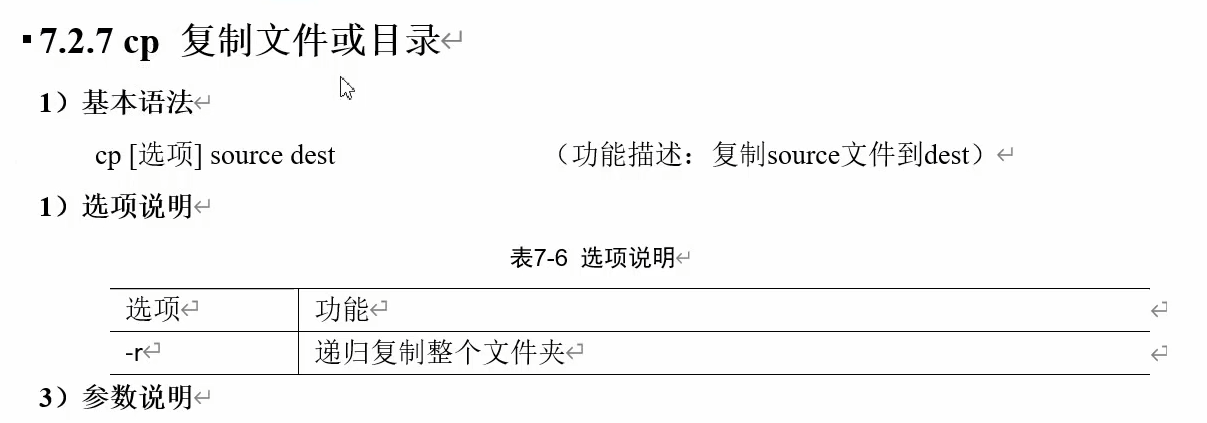 7.2.7 cp 复制文件或目录
1）基本语法
cp [选项] source dest （功能描述：复制source文件到dest）
1）选项说明
表7-6 选项说明
选项 功能
-r 递归复制整个文件夹
3）参数说明